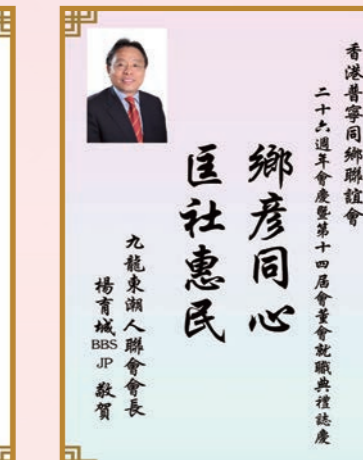 香港普寧同鄉聯誼會
二十六週年會慶暨第十四屆會董會就職典禮誌慶
鄉彥同心
匡社惠民
九龍東潮人聯會會長
楊育城 BBS JP 敬賀